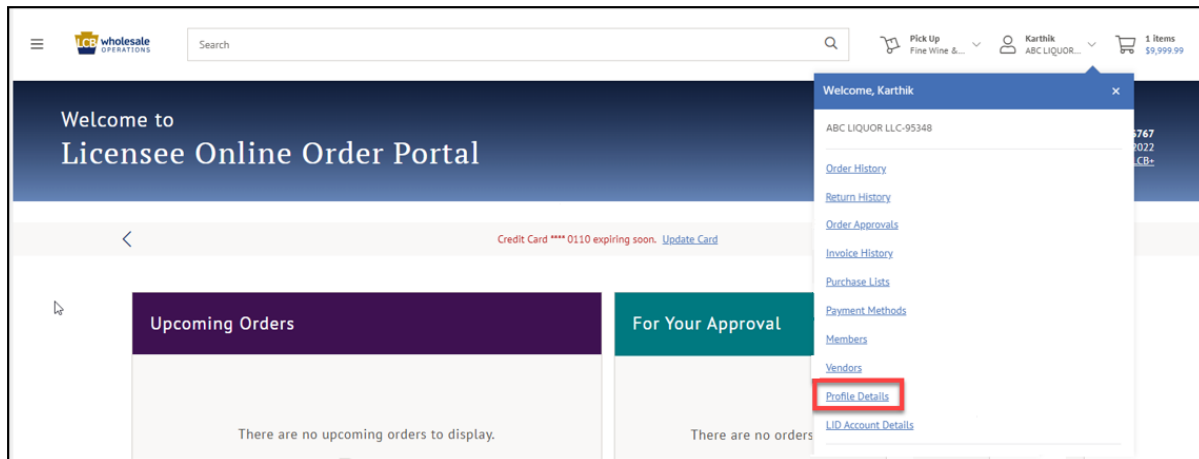 LCB wholesale
OPERATIONS
Search
Pick Up
Fine Wine &...
Karthik
ABC LIQUOR...
1 items
$9,999.99
Welcome to
Licensee Online Order Portal
5767
2022
LCB+
Welcome, Karthik
×
ABC LIQUOR LLC-95348
Order History
Return History
Order Approvals
Invoice History
Purchase Lists
Payment Methods
Members
Vendors
Profile Details
LID Account Details
Credit Card **** 0110 expiring soon. Update Card
Upcoming Orders
For Your Approval
There are no upcoming orders to display.
There are no orders